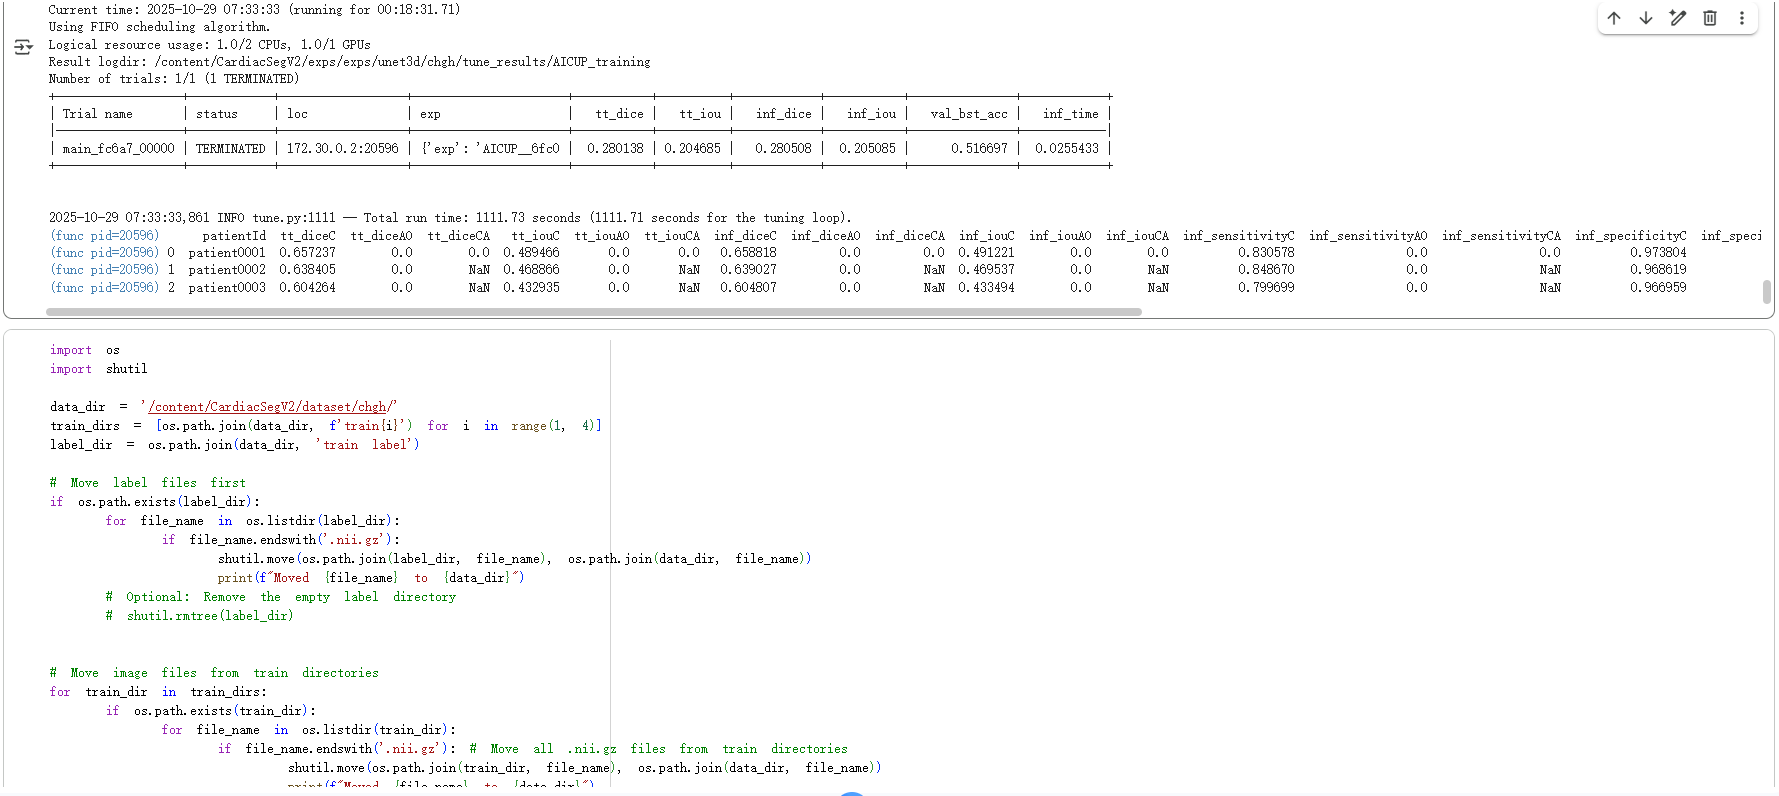 Current time: 2025-10-29 07:33:33 (running for 00:18:31.71)
Using FIFO scheduling algorithm.
Logical resource usage: 1.0/2 CPUs, 1.0/1 GPUs
Result logdir: /content/CardiacSegV2/exps/exps/unet3d/chgh/tune_results/AICUP_training
Number of trials: 1/1 (1 TERMINATED)
| Trial name | status | loc | exp | tt_dice | tt_iou | inf_dice | inf_iou | val_bst_acc | inf_time |
| main_fc6a7_00000 | TERMINATED | 172.30.0.2:20596 | {'exp': 'AICUP__6fc0 | 0.280138 | 0.204685 | 0.280508 | 0.205085 | 0.516697 | 0.0255433 |
2025-10-29 07:33:33,861 INFO tune.py:1111 -- Total run time: 1111.73 seconds (1111.71 seconds for the tuning loop).
(func pid=20596) patientId tt_diceC tt_diceAO tt_diceCA tt_iouC tt_iouAO tt_iouCA inf_diceC inf_diceAO inf_diceCA inf_iouC inf_iouAO inf_iouCA inf_sensitivityC inf_sensitivityAO inf_sensitivityCA inf_specificityC inf_speci
(func pid=20596) 0 patient0001 0.657237 0.0 0.0 0.489466 0.0 0.0 0.658818 0.0 0.0 0.491221 0.0 0.0 0.830578 0.0 0.0 0.973804
(func pid=20596) 1 patient0002 0.638405 0.0 NaN 0.468866 0.0 NaN 0.639027 0.0 NaN 0.469537 0.0 NaN 0.848670 0.0 NaN 0.968619
(func pid=20596) 2 patient0003 0.604264 0.0 NaN 0.432935 0.0 NaN 0.604807 0.0 NaN 0.433494 0.0 NaN 0.799699 0.0 NaN 0.966959
import os
import shutil
data_dir = '/content/CardiacSegV2/dataset/chgh/'
train_dirs = [os.path.join(data_dir, f'train{i}') for i in range(1, 4)]
label_dir = os.path.join(data_dir, 'train label')
# Move label files first
if os.path.exists(label_dir):
for file_name in os.listdir(label_dir):
if file_name.endswith('.nii.gz'):
shutil.move(os.path.join(label_dir, file_name), os.path.join(data_dir, file_name))
print(f"Moved {file_name} to {data_dir}")
# Optional: Remove the empty label directory
# shutil.rmtree(label_dir)
# Move image files from train directories
for train_dir in train_dirs:
if os.path.exists(train_dir):
for file_name in os.listdir(train_dir):
if file_name.endswith('.nii.gz'): # Move all .nii.gz files from train directories
shutil.move(os.path.join(train_dir, file_name), os.path.join(data_dir, file_name))
print(f"Moved {file_name} to {data_dir}")